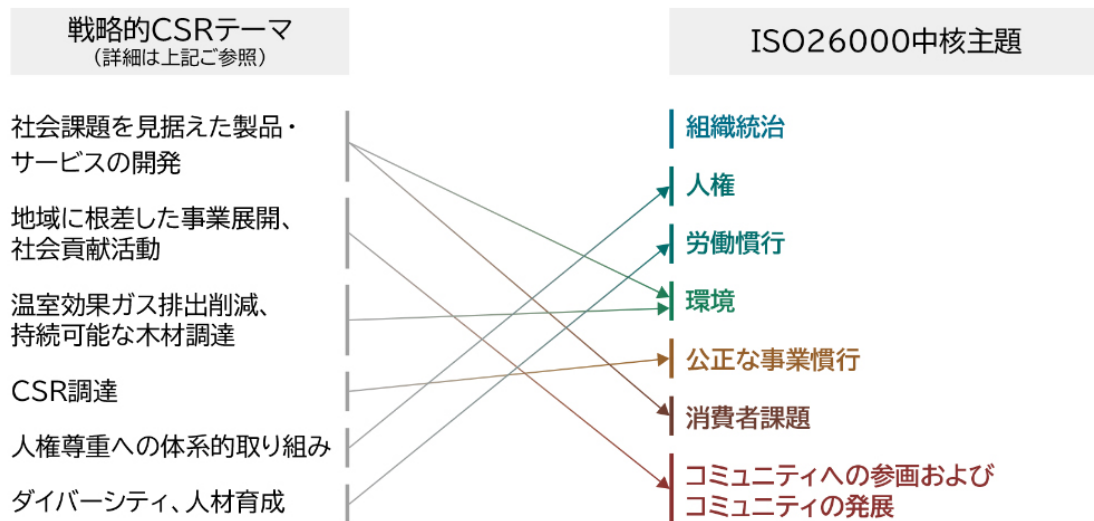 戦略的CSRテーマ
(詳細は上記ご参照)
社会課題を見据えた製品・
サービスの開発
地域に根差した事業展開、
社会貢献活動
温室効果ガス排出削減、
持続可能な木材調達
CSR調達
人権尊重への体系的取り組み
ダイバーシティ、人材育成
ISO26000中核主題
組織統治
人権
労働慣行
環境
公正な事業慣行
消費者課題
コミュニティへの参画および
コミュニティの発展